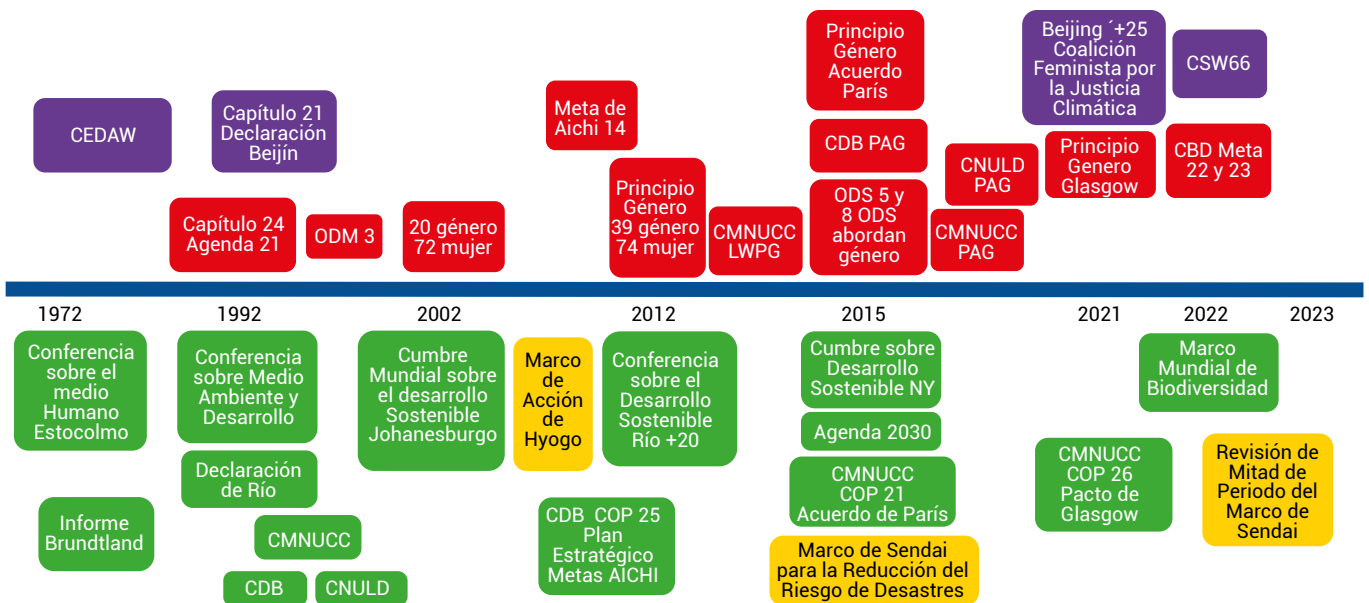 CEDAW
Capítulo 21
Declaración
Beijín
Meta de
Aichi 14
Principio
Género
Acuerdo
París
Beijing ´+25
Coalición
Feminista por
la Justicia
Climática
CSW66
CDB PAG
CNULD
PAG
Principio
Genero
Glasgow
CBD Meta
22 y 23
Capítulo 24
Agenda 21
ODM 3
20 género
72 mujer
Principio
Género
39 género
74 mujer
CMNUCC
LWPG
ODS 5 y
8 ODS
abordan
género
CMNUCC
PAG
1972
1992
2002
2012
2015
2021
2022
2023
Conferencia
sobre el
medio
Humano
Estocolmo
Conferencia
sobre Medio
Ambiente y
Desarrollo
Cumbre
Mundial sobre
el desarrollo
Sostenible
Johanesburgo
Marco
de
Acción
de
Hyogo
Conferencia
sobre el
Desarrollo
Sostenible
Río +20
Cumbre sobre
Desarrollo
Sostenible NY
Marco
Mundial de
Biodiversidad
Agenda 2030
Declaración
de Río
CMNUCC
COP 21
Acuerdo de París
CMNUCC
COP 26
Pacto de
Glasgow
Revisión de
Mitad de
Periodo del
Marco de
Sendai
Informe
Brundtland
CMNUCC
CDB COP 25
Plan
Estratégico
Metas AICHI
Marco de Sendai
para la Reducción del
Riesgo de Desastres
CDB
CNULD